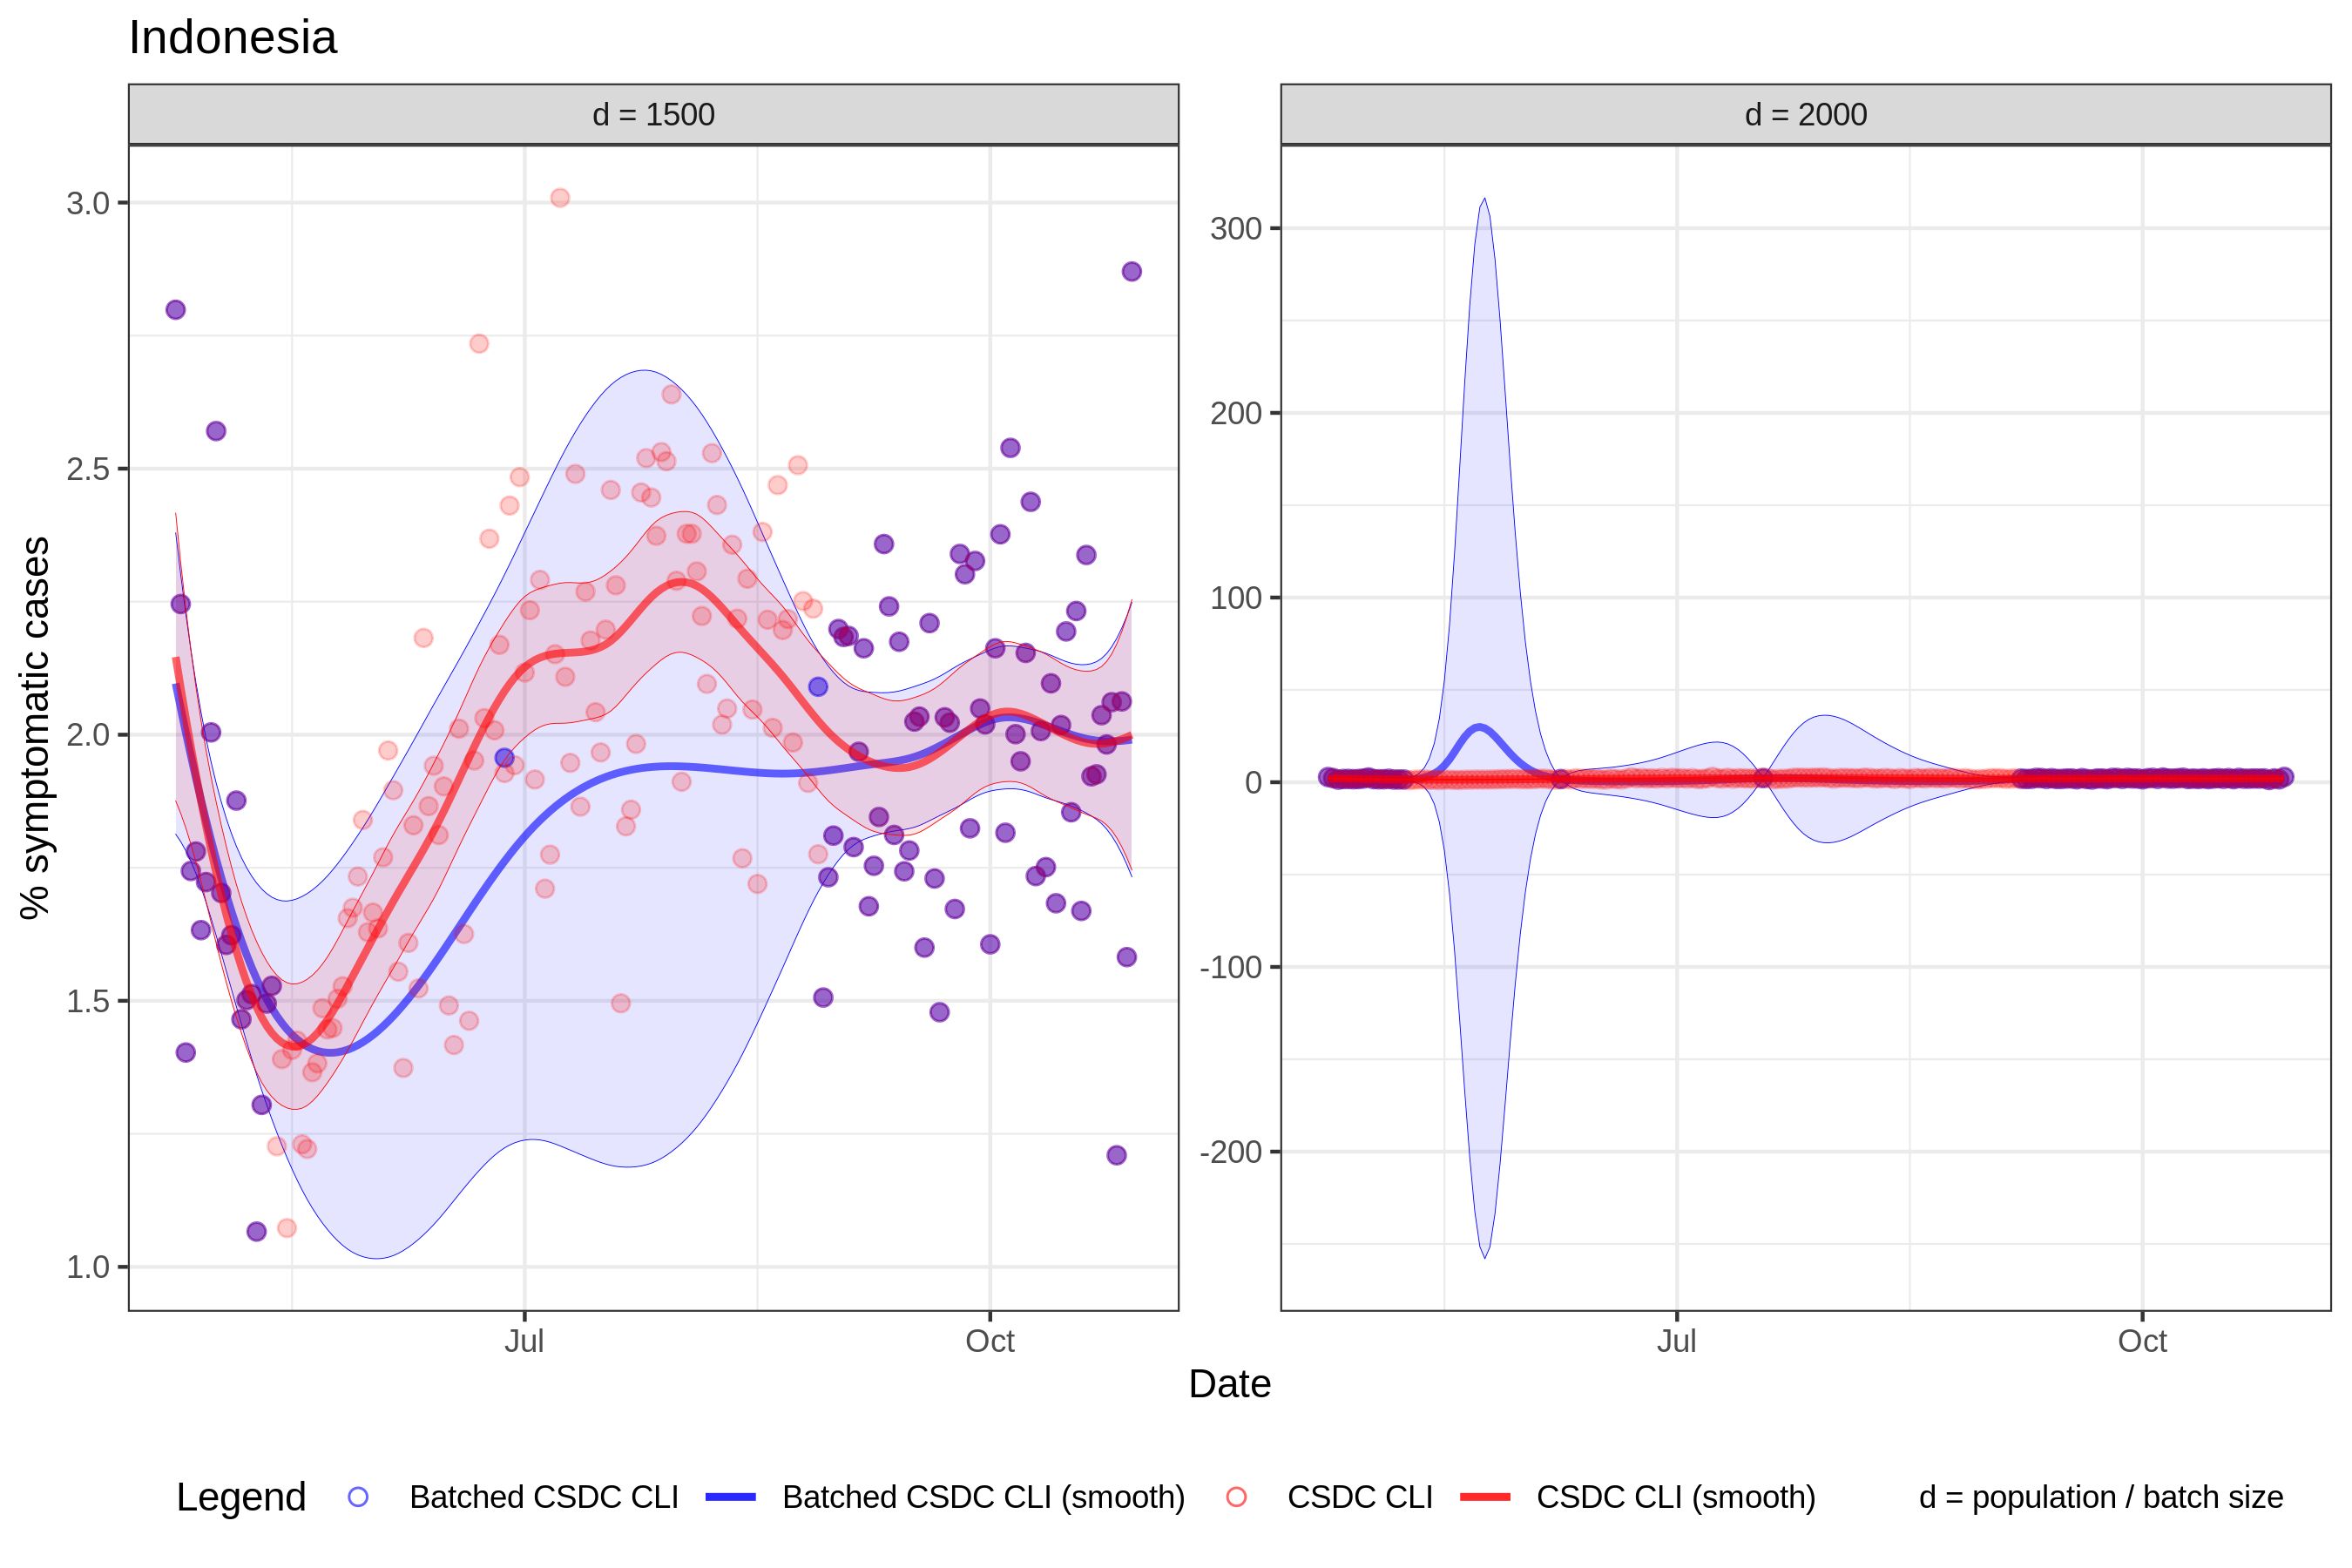 Indonesia
d = 1500
d = 2000
% symptomatic cases
3.0
2.5
2.0
1.5
1.0
300
200
100
0
-100
-200
Jul
Oct
Jul
Oct
Date
Legend
Batched CSDC CLI
Batched CSDC CLI (smooth)
CSDC CLI
CSDC CLI (smooth)
d = population / batch size